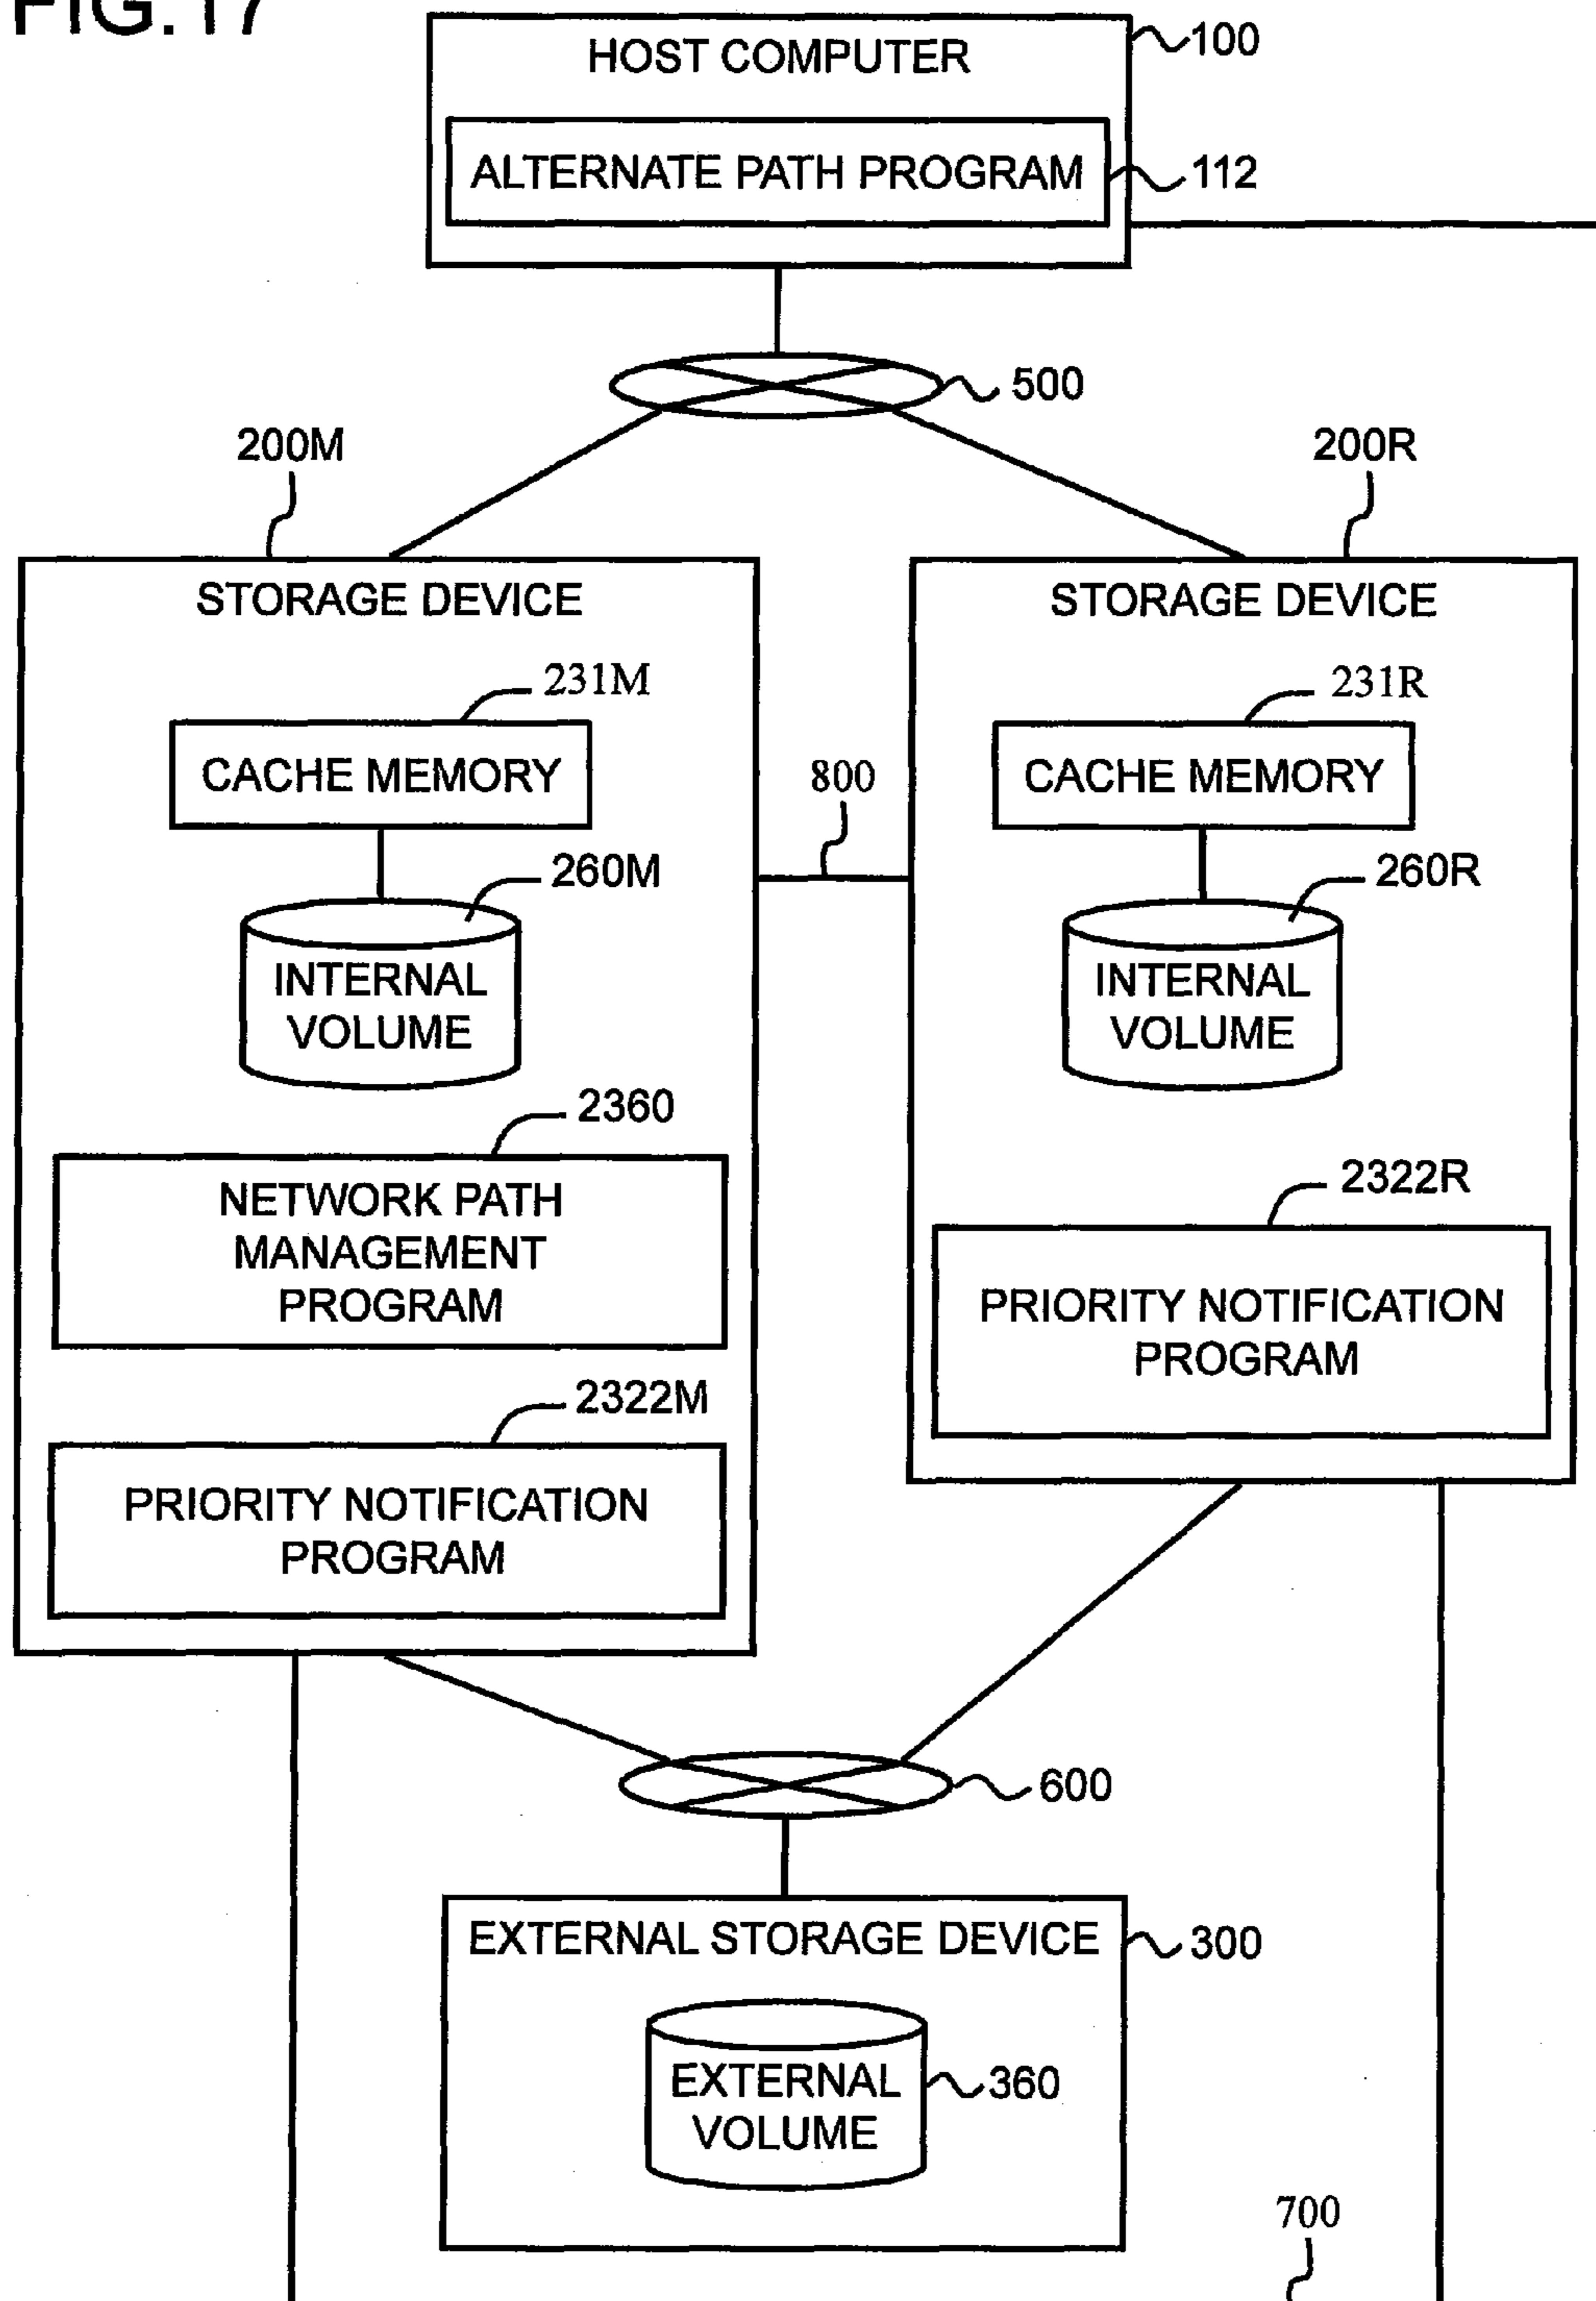 FIG.17
HOST COMPUTER
100
ALTERNATE PATH PROGRAM
112
500
200M
200R
STORAGE DEVICE
STORAGE DEVICE
231M
231R
CACHE MEMORY
800
CACHE MEMORY
260M
260R
INTERNAL
VOLUME
INTERNAL
VOLUME
2360
NETWORK PATH
MANAGEMENT
PROGRAM
2322R
PRIORITY NOTIFICATION
PROGRAM
2322M
PRIORITY NOTIFICATION
PROGRAM
600
EXTERNAL STORAGE DEVICE
300
EXTERNAL
VOLUME
360
700